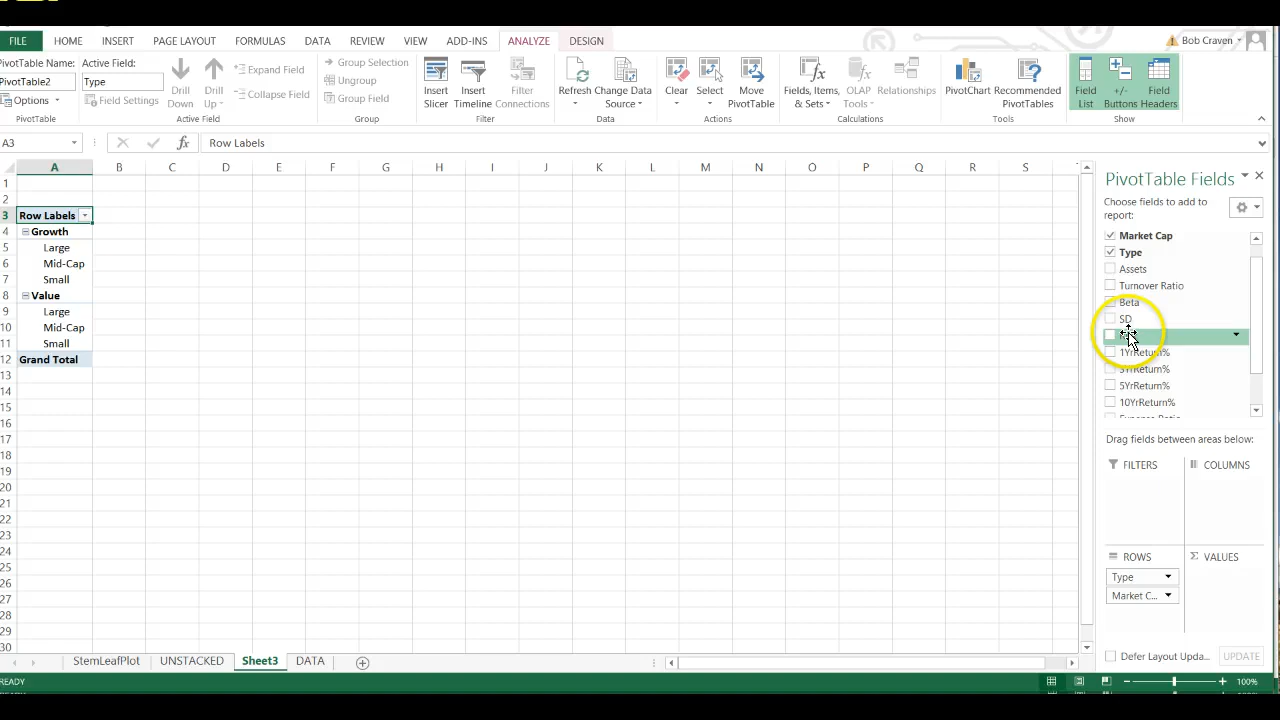 FILE HOME INSERT PAGE LAYOUT FORMULAS DATA REVIEW VIEW ADD-INS ANALYZE DESIGN Bob Craven
PivotTable Name: Active Field:
PivotTable2 Type
Options Field Settings
Drill Down
Drill Up
Expand Field
Collapse Field
Group Selection
Ungroup
Group Field
Insert Slicer
Insert Timeline
Filter Connections
Refresh
Change Data Source
Clear
Select
Move PivotTable
Fields, Items, & Sets
OLAP Tools
Relationships
PivotChart
Recommended PivotTables
Field List
+/- Buttons
Field Headers
PivotTable Active Field Group Filter Data Actions Calculations Tools Show
A3 fx Row Labels
A B C D E F G H I J K L M N O P Q R S
1
2
3 Row Labels
4 Growth
5 Large
6 Mid-Cap
7 Small
8 Value
9 Large
10 Mid-Cap
11 Small
12 Grand Total
13
14
15
16
17
18
19
20
21
22
23
24
25
26
27
28
29
30
PivotTable Fields
Choose fields to add to
report:
Market Cap
Type
Assets
Turnover Ratio
Beta
SD
1YrReturn%
3YrReturn%
5YrReturn%
10YrReturn%
Expense Ratio
Drag fields between areas below:
FILTERS COLUMNS
ROWS Σ VALUES
Type
Market C...
Defer Layout Upda... UPDATE
StemLeafPlot UNSTACKED Sheet3 DATA
READY 100%